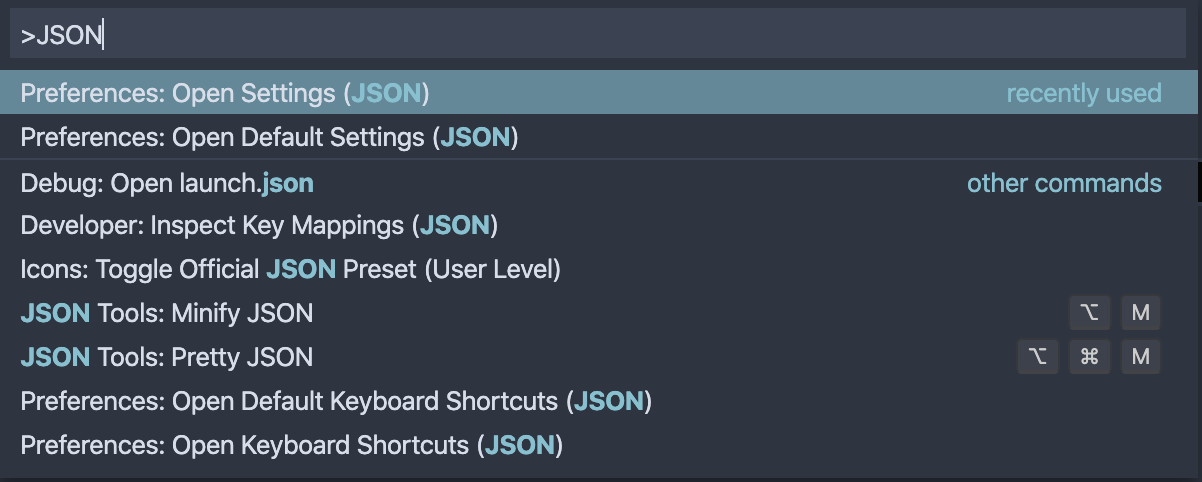 >JSON
Preferences: Open Settings (JSON) recently used
Preferences: Open Default Settings (JSON)
Debug: Open launch.json other commands
Developer: Inspect Key Mappings (JSON)
Icons: Toggle Official JSON Preset (User Level)
JSON Tools: Minify JSON ⌥ M
JSON Tools: Pretty JSON ⌥ ⌘ M
Preferences: Open Default Keyboard Shortcuts (JSON)
Preferences: Open Keyboard Shortcuts (JSON)